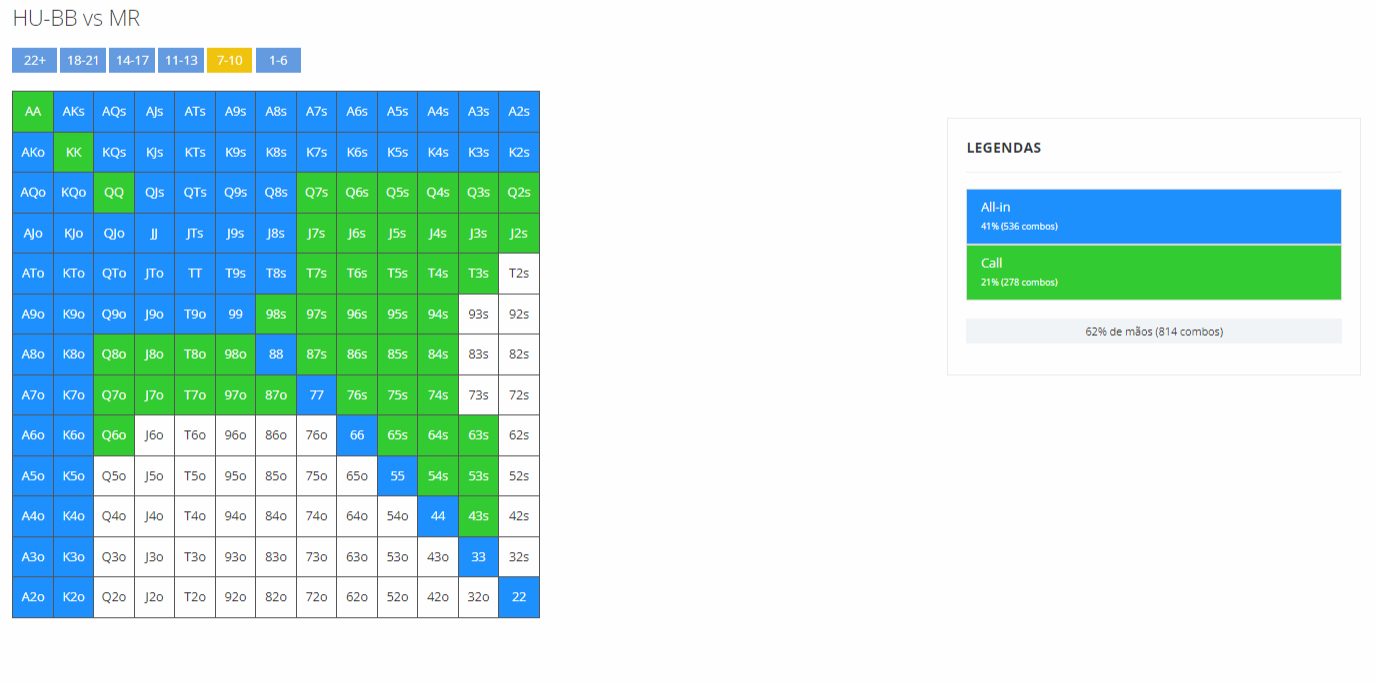 HU-BB vs MR
22+ 18-21 14-17 11-13 7-10 1-6
AA AKs AQs AJs ATs A9s A8s A7s A6s A5s A4s A3s A2s
AKo KK KQs KJs KTs K9s K8s K7s K6s K5s K4s K3s K2s
AQo KQo QQ QJs QTs Q9s Q8s Q7s Q6s Q5s Q4s Q3s Q2s
AJo KJo QJo JJ JTs J9s J8s J7s J6s J5s J4s J3s J2s
ATo KTo QTo JTo TT T9s T8s T7s T6s T5s T4s T3s T2s
A9o K9o Q9o J9o T9o 99 98s 97s 96s 95s 94s 93s 92s
A8o K8o Q8o J8o T8o 98o 88 87s 86s 85s 84s 83s 82s
A7o K7o Q7o J7o T7o 97o 87o 77 76s 75s 74s 73s 72s
A6o K6o Q6o J6o T6o 96o 86o 76o 66 65s 64s 63s 62s
A5o K5o Q5o J5o T5o 95o 85o 75o 65o 55 54s 53s 52s
A4o K4o Q4o J4o T4o 94o 84o 74o 64o 54o 44 43s 42s
A3o K3o Q3o J3o T3o 93o 83o 73o 63o 53o 43o 33 32s
A2o K2o Q2o J2o T2o 92o 82o 72o 62o 52o 42o 32o 22
LEGENDAS
All-in
41% (536 combos)
Call
21% (278 combos)
62% de mãos (814 combos)